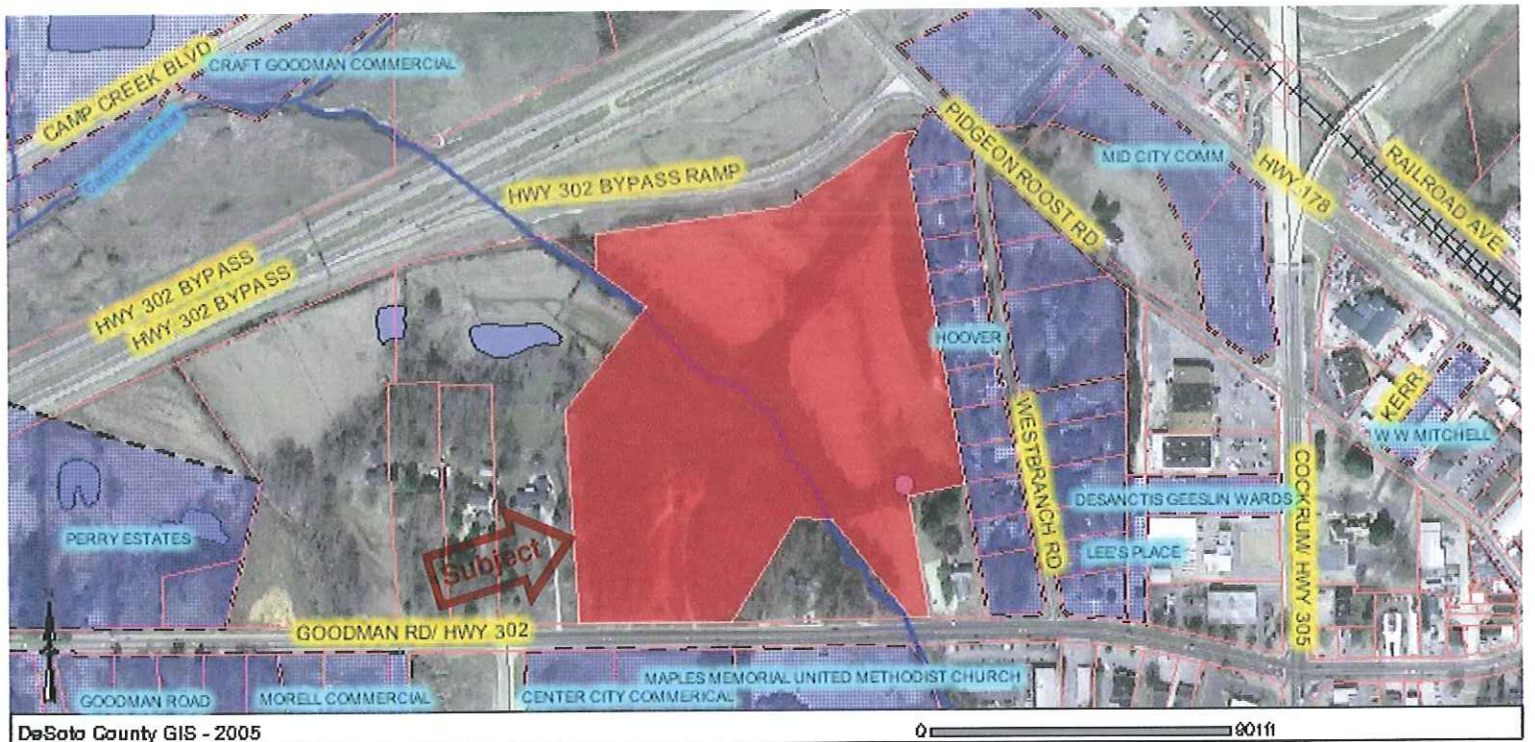 CRAFT GOODMAN COMMERCIAL
CAMP CREEK BLVD
HWY 302 BYPASS RAMP
PIDGEON ROOST RD
MID CITY COMM
HWY 178
RAILROAD AVE
HWY 302 BYPASS
HWY 302 BYPASS
HOOVER
WESTBRANCH RD
KERR
W W MITCHELL
DESANCTIS GEESLIN WARDS
COCKRUM/ HWY 305
PERRY ESTATES
Subject
LEE'S PLACE
GOODMAN RD/ HWY 302
MAPLES MEMORIAL UNITED METHODIST CHURCH
GOODMAN ROAD
MORELL COMMERCIAL
CENTER CITY COMMERICAL
DeSoto County GIS - 2005
0
901ft